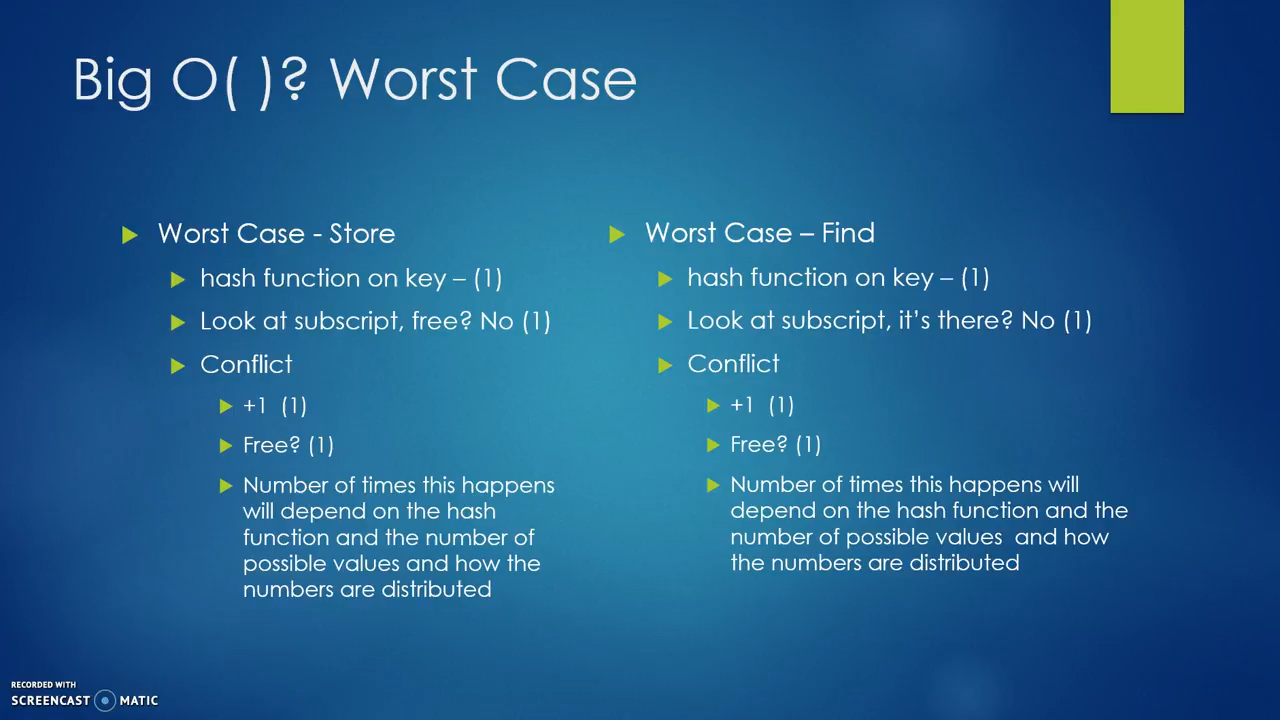 Big O( )? Worst Case
Worst Case - Store
hash function on key – (1)
Look at subscript, free? No (1)
Conflict
+1 (1)
Free? (1)
Number of times this happens
will depend on the hash
function and the number of
possible values and how the
numbers are distributed
Worst Case – Find
hash function on key – (1)
Look at subscript, it's there? No (1)
Conflict
+1 (1)
Free? (1)
Number of times this happens will
depend on the hash function and the
number of possible values and how
the numbers are distributed
RECORDED WITH
SCREENCAST MATIC